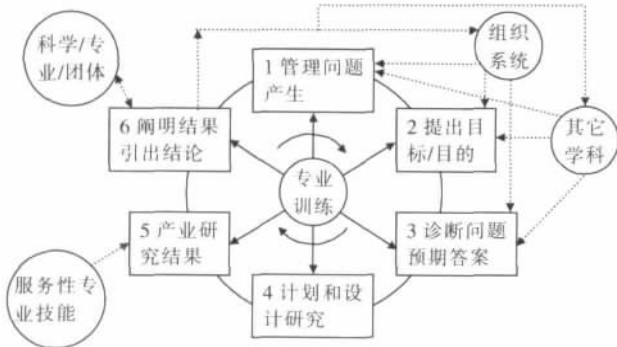 科学/专
业/团体
组织
系统
1 管理问题
产生
6 阐明结果
引出结论
2 提出目
标/目的
其它
学科
专业
训练
5 产业研
究结果
3 诊断问题
预期答案
服务性专
业技能
4 计划和设
计研究